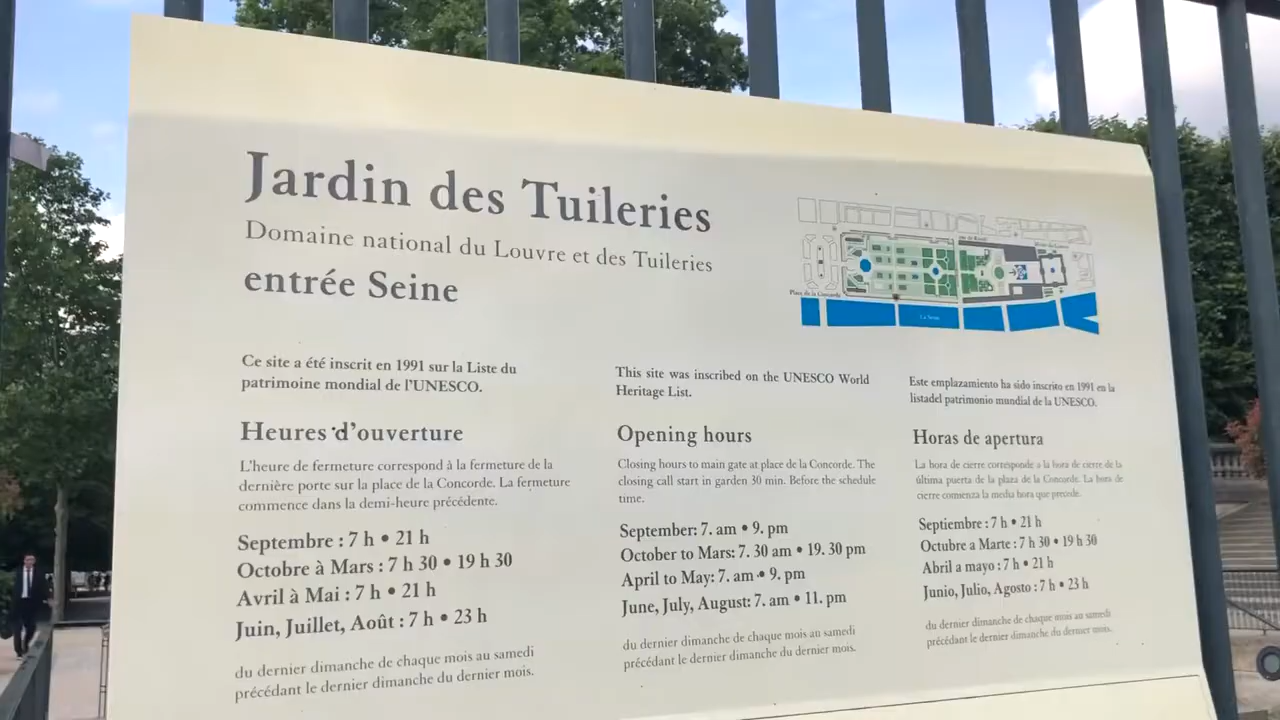 Jardin des Tuileries
Domaine national du Louvre et des Tuileries
entrée Seine
Place de la Concorde
La Seine
Ce site a été inscrit en 1991 sur la Liste du
patrimoine mondial de l'UNESCO.
Heures d'ouverture
L'heure de fermeture correspond à la fermeture de la
dernière porte sur la place de la Concorde. La fermeture
commence dans la demi-heure précédente.
Septembre : 7 h • 21 h
Octobre à Mars : 7 h 30 • 19 h 30
Avril à Mai : 7 h • 21 h
Juin, Juillet, Août : 7 h • 23 h
du dernier dimanche de chaque mois au samedi
précédant le dernier dimanche du dernier mois.
This site was inscribed on the UNESCO World
Heritage List.
Opening hours
Closing hours to main gate at place de la Concorde. The
closing call start in garden 30 min. Before the schedule
time.
September: 7. am • 9. pm
October to Mars: 7. 30 am • 19. 30 pm
April to May: 7. am • 9. pm
June, July, August: 7. am • 11. pm
du dernier dimanche de chaque mois au samedi
précédant le dernier dimanche du dernier mois.
Este emplazamiento ha sido inscrito en 1991 en la
listadel patrimonio mundial de la UNESCO.
Horas de apertura
La hora de cierre corresponde a la hora de cierre de la
última puerta de la plaza de la Concorde. La hora de
cierre comienza la media hora que precede.
Septiembre : 7 h • 21 h
Octubre a Marte : 7 h 30 • 19 h 30
Abril a mayo : 7 h • 21 h
Junio, Julio, Agosto : 7 h • 23 h
du dernier dimanche de chaque mois au samedi
précédant le dernier dimanche du dernier mois.